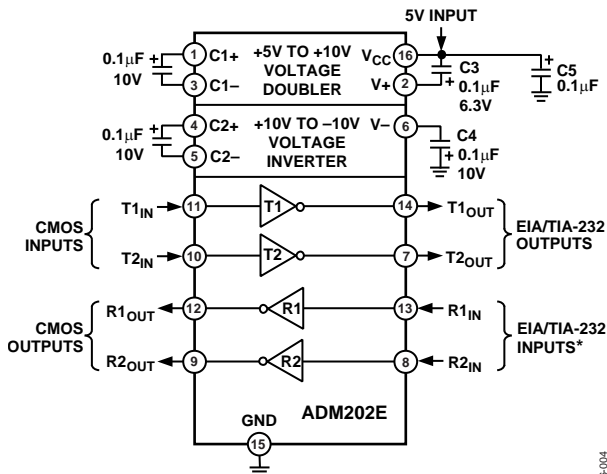 5V INPUT
0.1μF
10V
+
1
C1+
3
C1–
+5V TO +10V
VOLTAGE
DOUBLER
VCC
16
V+
2
+
C3
0.1μF
6.3V
+
C5
0.1μF
0.1μF
10V
+
4
C2+
5
C2–
+10V TO –10V
VOLTAGE
INVERTER
V–
6
C4
+
0.1μF
10V
CMOS
INPUTS
T1IN
11
T1
14
T1OUT
T2IN
10
T2
7
T2OUT
EIA/TIA-232
OUTPUTS
CMOS
OUTPUTS
R1OUT
12
R1
13
R1IN
R2OUT
9
R2
8
R2IN
EIA/TIA-232
INPUTS*
GND
15
ADM202E